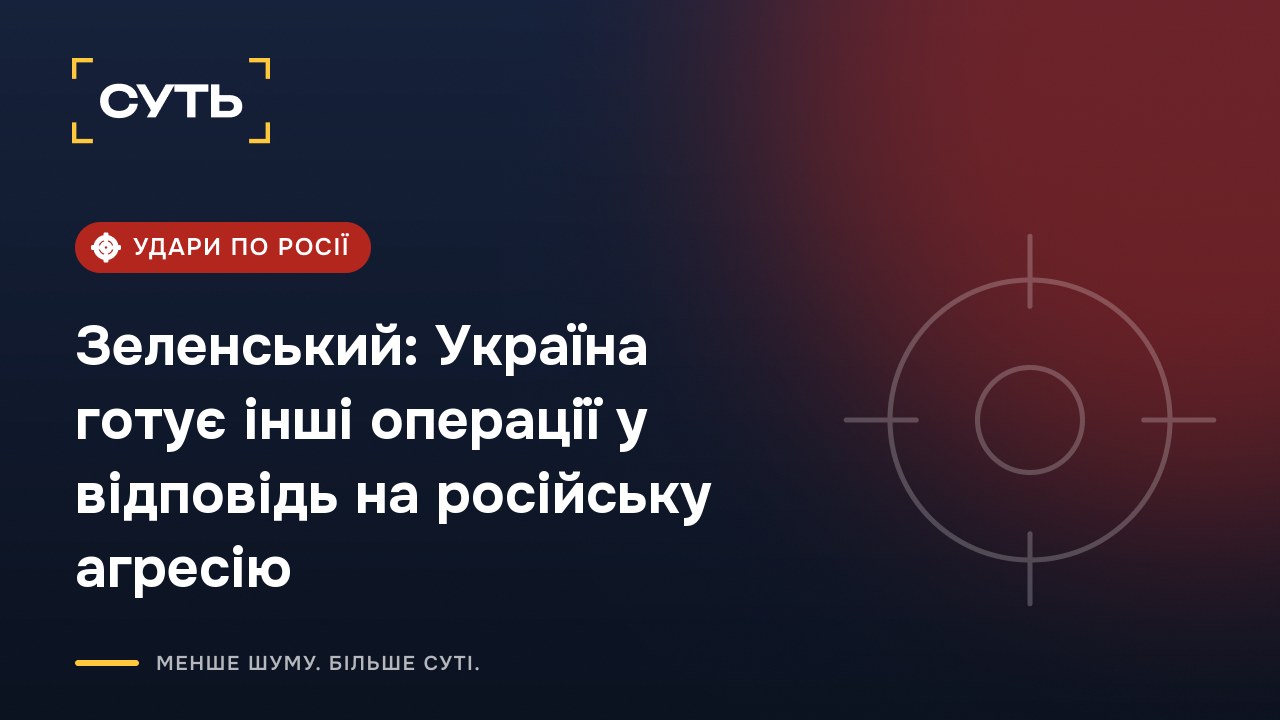 СУТЬ
УДАРИ ПО РОСІЇ
Зеленський: Україна
готує інші операції у
відповідь на російську
агресію
МЕНШЕ ШУМУ. БІЛЬШЕ СУТІ.